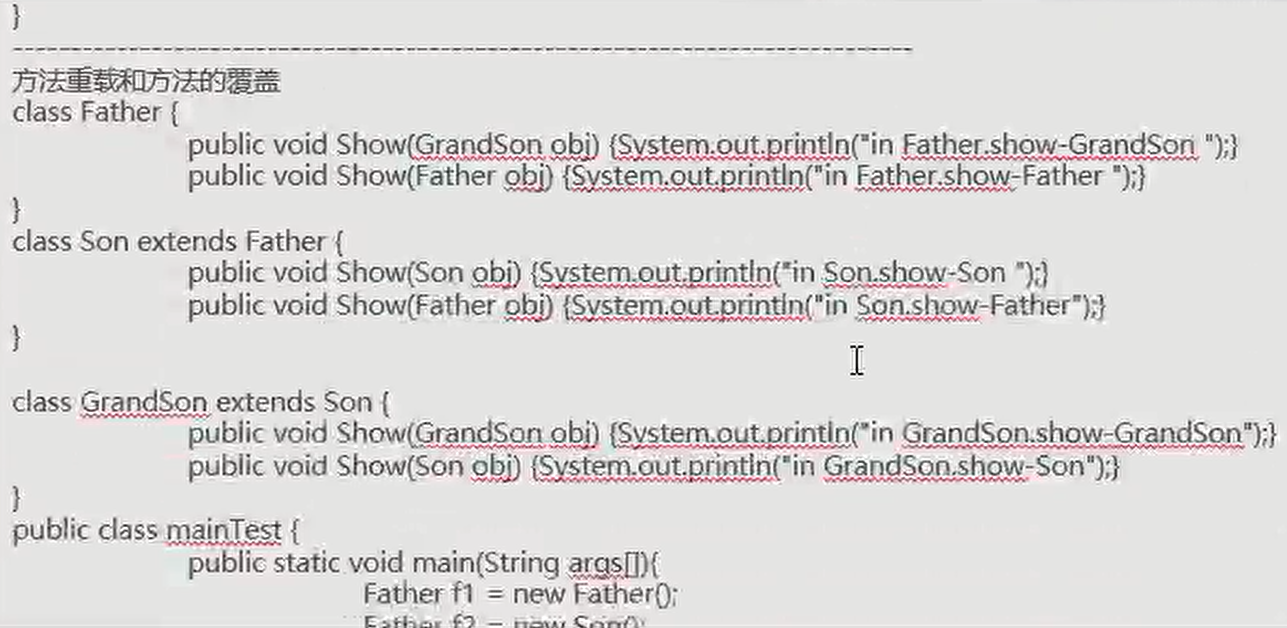 }
---------------------------------------------------------------------------
方法重载和方法的覆盖
class Father {
public void Show(GrandSon obj) {System.out.println("in Father.show-GrandSon ");}
public void Show(Father obj) {System.out.println("in Father.show-Father ");}
}
class Son extends Father {
public void Show(Son obj) {System.out.println("in Son.show-Son ");}
public void Show(Father obj) {System.out.println("in Son.show-Father");}
}
class GrandSon extends Son {
public void Show(GrandSon obj) {System.out.println("in GrandSon.show-GrandSon");}
public void Show(Son obj) {System.out.println("in GrandSon.show-Son");}
}
public class mainTest {
public static void main(String args[]){
Father f1 = new Father();
Father f2 = new Son();